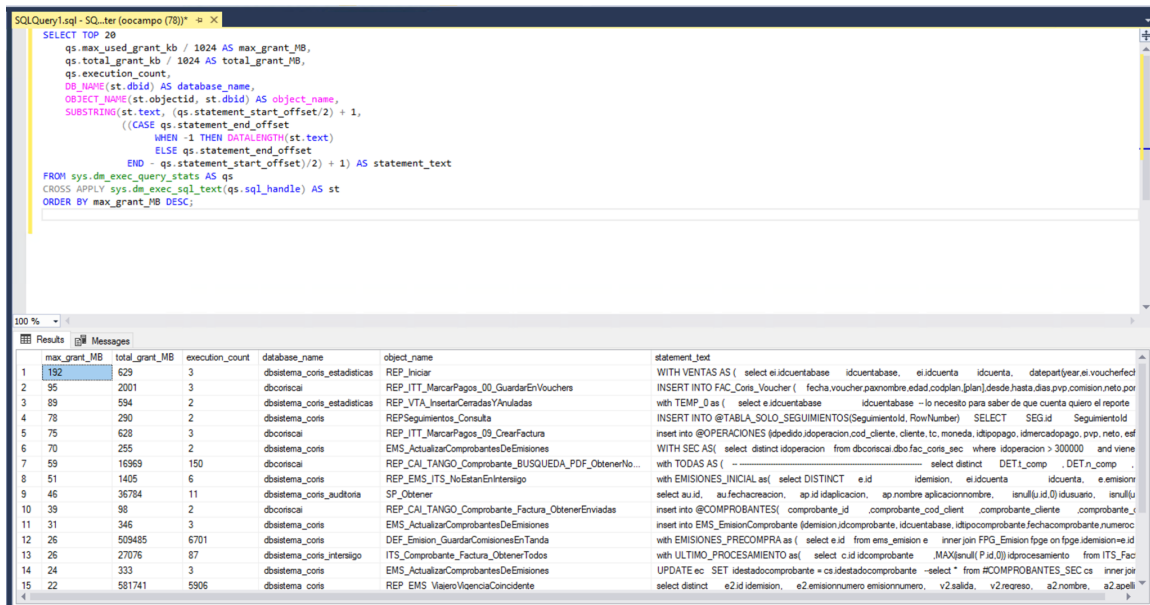 SQLQuery1.sql - SQ...ter (oocampo (78))*
SELECT TOP 20
qs.max_used_grant_kb / 1024 AS max_grant_MB,
qs.total_grant_kb / 1024 AS total_grant_MB,
qs.execution_count,
DB_NAME(st.dbid) AS database_name,
OBJECT_NAME(st.objectid, st.dbid) AS object_name,
SUBSTRING(st.text, (qs.statement_start_offset/2) + 1,
((CASE qs.statement_end_offset
WHEN -1 THEN DATALENGTH(st.text)
ELSE qs.statement_end_offset
END - qs.statement_start_offset)/2) + 1) AS statement_text
FROM sys.dm_exec_query_stats AS qs
CROSS APPLY sys.dm_exec_sql_text(qs.sql_handle) AS st
ORDER BY max_grant_MB DESC;
100 %
Results Messages
max_grant_MB total_grant_MB execution_count database_name object_name statement_text
1 192 629 3 dbsistema_coris_estadisticas REP_Iniciar WITH VENTAS AS ( select ei.idcuentabase idcuentabase, ei.idcuenta idcuenta, datepart(year,ei.voucherfech
2 95 2001 3 dbcoriscai REP_ITT_MarcarPagos_00_GuardarEnVouchers INSERT INTO FAC_Coris_Voucher ( fecha,voucher,paxnombre,edad,codplan,[plan],desde,hasta,dias,pvp,comision,neto,por
3 89 594 2 dbsistema_coris_estadisticas REP_VTA_InsertarCerradasYAnuladas with TEMP_0 as ( select e.idcuentabase idcuentabase --lo necesito para saber de que cuenta quiero el reporte
4 78 290 2 dbsistema_coris REPSeguimientos_Consulta INSERT INTO @TABLA_SOLO_SEGUIMIENTOS(SeguimientoId, RowNumber) SELECT SEG.id SeguimientoId
5 75 628 3 dbcoriscai REP_ITT_MarcarPagos_09_CrearFactura insert into @OPERACIONES (idpedido,idoperacion,cod_cliente, cliente, tc, moneda, idtipopago, idmercadopago, pvp, neto, esf
6 70 255 2 dbsistema_coris EMS_ActualizarComprobantesDeEmisiones WITH SEC AS( select distinct idoperacion from dbcoriscai.dbo.fac_coris_sec where idoperacion > 300000 and viene
7 59 16969 150 dbcoriscai REP_CAI_TANGO_Comprobante_BUSQUEDA_PDF_ObtenerNo... with TODAS AS ( select distinct DET.t_comp , DET.n_comp ,
8 51 1405 6 dbsistema_coris REP_EMS_ITS_NoEstanEnIntersigo with EMISIONES_INICIAL as( select DISTINCT e.id idemision, ei.idcuenta idcuenta, e.emisionr
9 46 36784 11 dbsistema_coris_auditoria SP_Obtener select au.id, au.fechacreacion, ap.id idaplicacion, ap.nombre aplicacionnombre, isnull(u.id,0) idusuario, isnull(u
10 39 98 2 dbcoriscai REP_CAI_TANGO_Comprobante_Factura_ObtenerEnviadas insert into @COMPROBANTES( comprobante_id ,comprobante_cod_client ,comprobante_cliente ,comprobante_c
11 31 346 3 dbsistema_coris EMS_ActualizarComprobantesDeEmisiones insert into EMS_EmisionComprobante (idemision,idcomprobante, idcuentabase, idtipocomprobante,fechacomprobante,numeroc
12 26 509485 6701 dbsistema_coris DEF_Emision_GuardarComisionesEnTanda with EMISIONES_PRECOMPRA as ( select e.id from ems_emision e inner join FPG_Emision fpge on fpge.idemision=e.id
13 26 27076 87 dbsistema_coris_intersigo ITS_Comprobante_Factura_ObtenerTodos with ULTIMO_PROCESAMIENTO as( select c.id idcomprobante ,MAX(isnull( P.id,0)) idprocesamiento from ITS_Fac
14 24 333 3 dbsistema_coris EMS_ActualizarComprobantesDeEmisiones UPDATE ec SET idestadocomprobante = cs.idestadocomprobante --select * from #COMPROBANTES_SEC cs inner join
15 22 581741 5906 dbsistema_coris REP_EMS_ViajeroVigenciaCoincidente select distinct e2.id idemision, e2.emisionnumero emisionnumero, v2.salida, v2.regreso, a2.nombre, a2.apelli